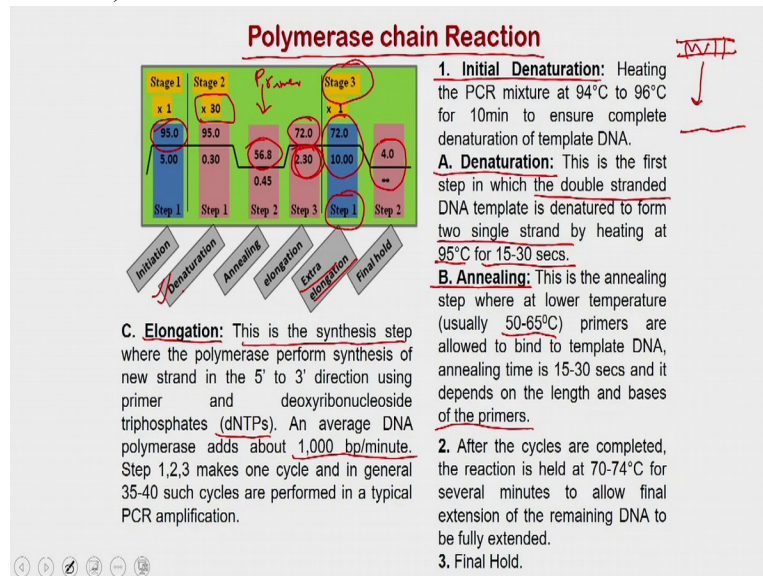 Polymerase chain Reaction
Stage 1 Stage 2 Primer Stage 3
x 1 x 30 x 1
95.0 95.0 72.0 72.0
56.8 4.0
5.00 0.30 2.30 10.00
0.45 ∞
Step 1 Step 1 Step 2 Step 3 Step 1 Step 2
Initiation
Denaturation
Annealing
elongation
Extra
elongation
Final hold
C. Elongation: This is the synthesis step
where the polymerase perform synthesis of
new strand in the 5’ to 3’ direction using
primer and deoxyribonucleoside
triphosphates (dNTPs). An average DNA
polymerase adds about 1,000 bp/minute.
Step 1,2,3 makes one cycle and in general
35-40 such cycles are performed in a typical
PCR amplification.
1. Initial Denaturation: Heating
the PCR mixture at 94°C to 96°C
for 10min to ensure complete
denaturation of template DNA.
A. Denaturation: This is the first
step in which the double stranded
DNA template is denatured to form
two single strand by heating at
95°C for 15-30 secs.
B. Annealing: This is the annealing
step where at lower temperature
(usually 50-65⁰C) primers are
allowed to bind to template DNA,
annealing time is 15-30 secs and it
depends on the length and bases
of the primers.
2. After the cycles are completed,
the reaction is held at 70-74°C for
several minutes to allow final
extension of the remaining DNA to
be fully extended.
3. Final Hold.